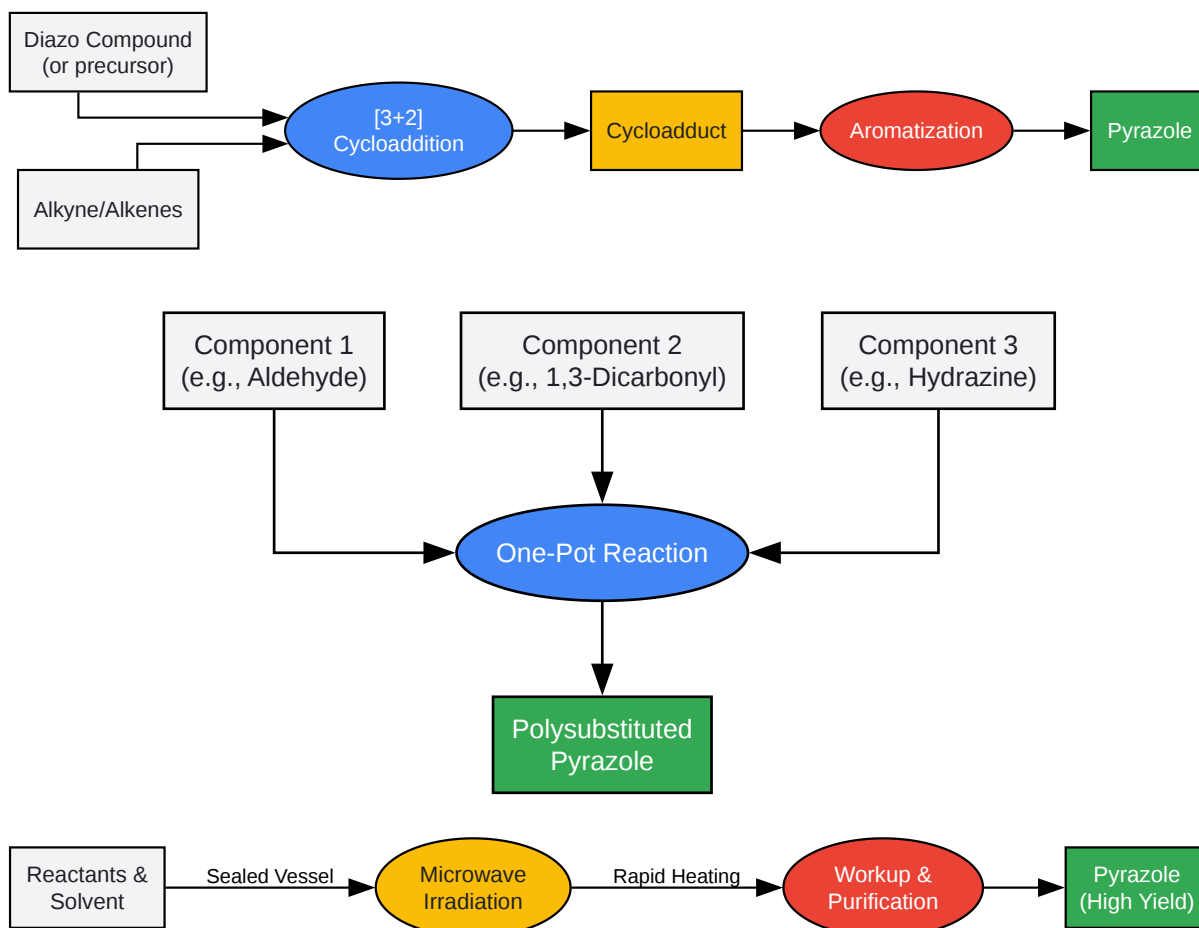 Diazo Compound
(or precursor)
[3+2]
Cycloaddition
Cycloadduct
Aromatization
Pyrazole
Alkyne/Alkenes
Component 1
(e.g., Aldehyde)
Component 2
(e.g., 1,3-Dicarbonyl)
Component 3
(e.g., Hydrazine)
One-Pot Reaction
Polysubstituted
Pyrazole
Reactants &
Solvent
Sealed Vessel
Microwave
Irradiation
Rapid Heating
Workup &
Purification
Pyrazole
(High Yield)